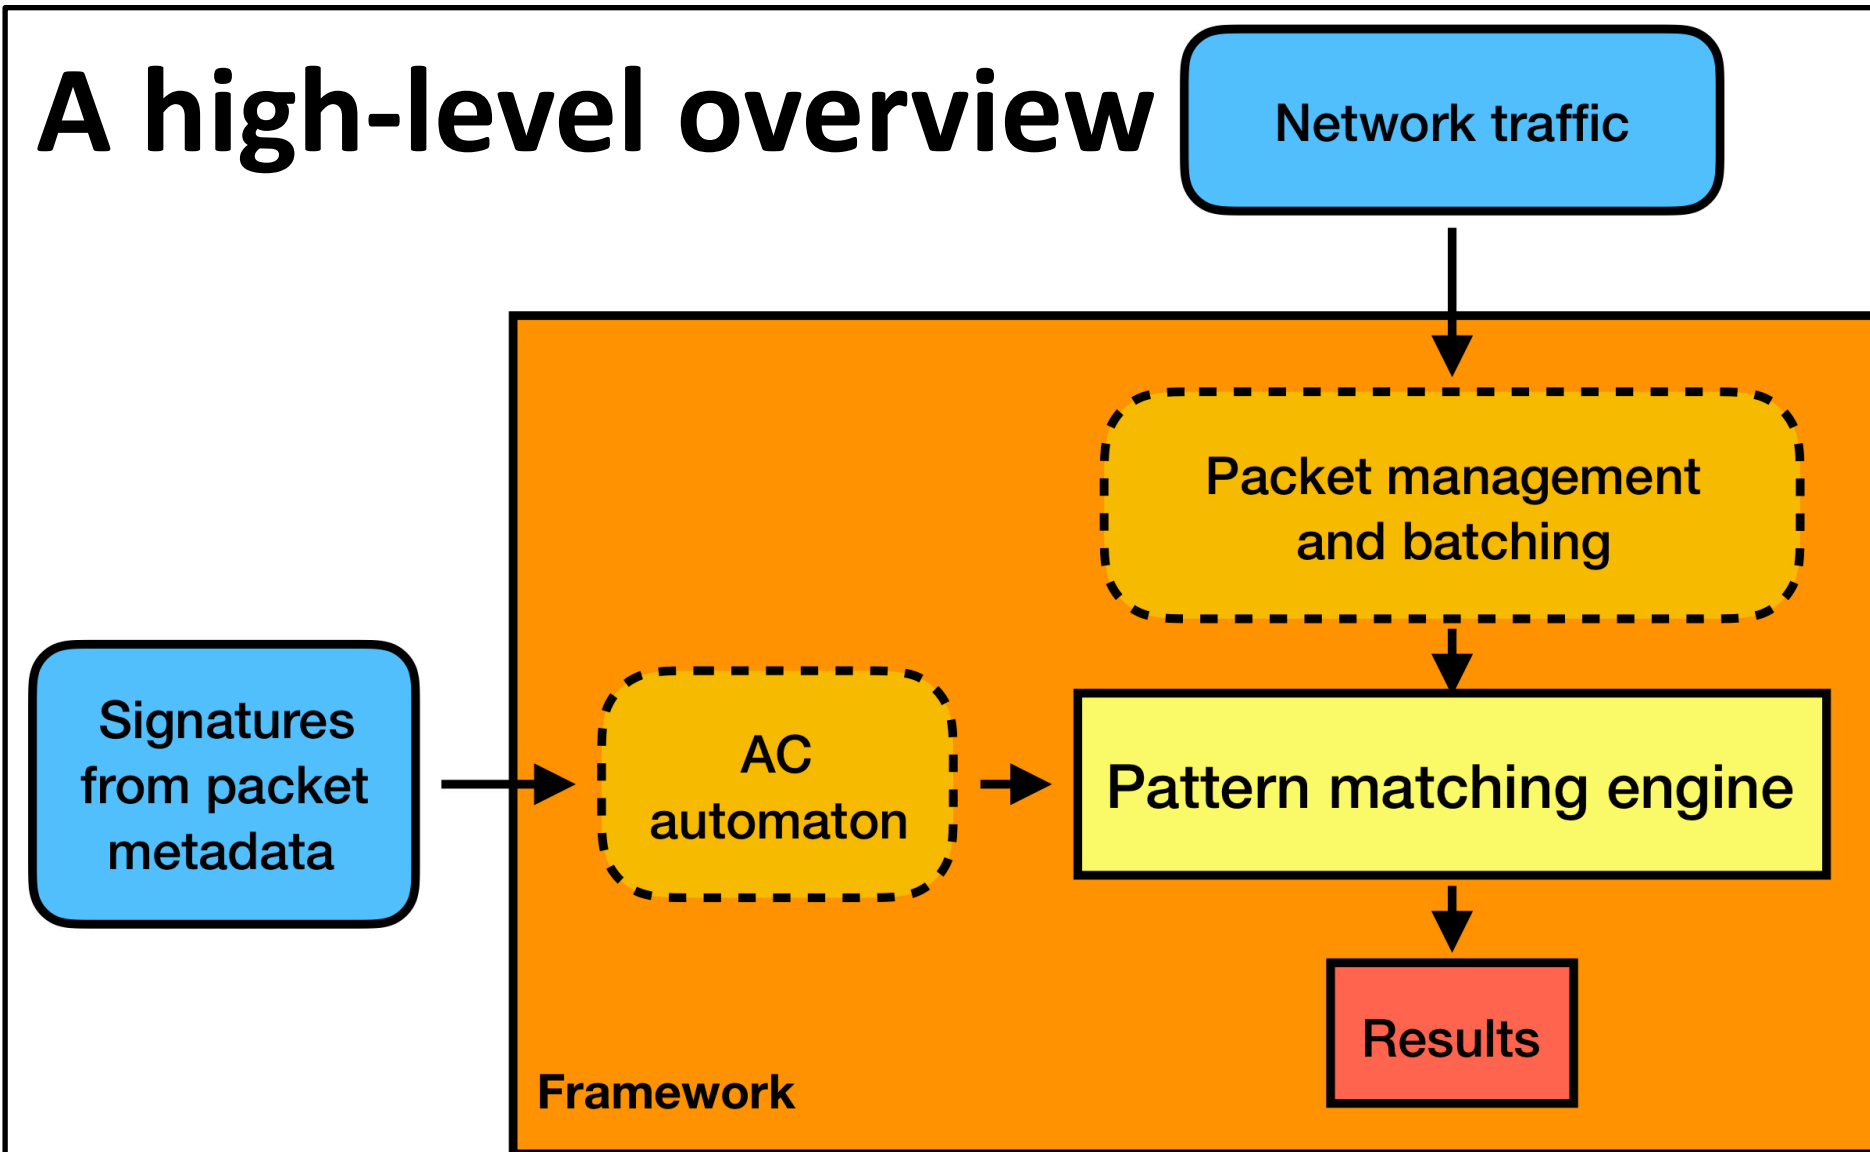 A high-level overview
Network traffic
Packet management
and batching
Signatures
from packet
metadata
AC
automaton
Pattern matching engine
Results
Framework